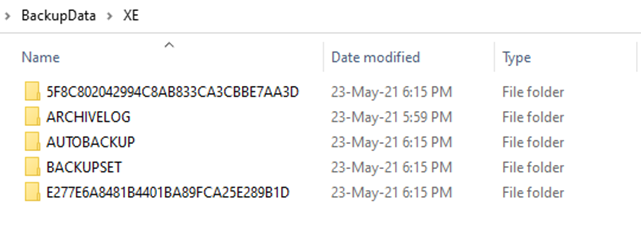 BackupData > XE
Name Date modified Type
5F8C802042994C8AB833CA3CBBE7AA3D 23-May-21 6:15 PM File folder
ARCHIVELOG 23-May-21 5:59 PM File folder
AUTOBACKUP 23-May-21 6:15 PM File folder
BACKUPSET 23-May-21 6:15 PM File folder
E277E6A8481B4401BA89FCA25E289B1D 23-May-21 6:15 PM File folder